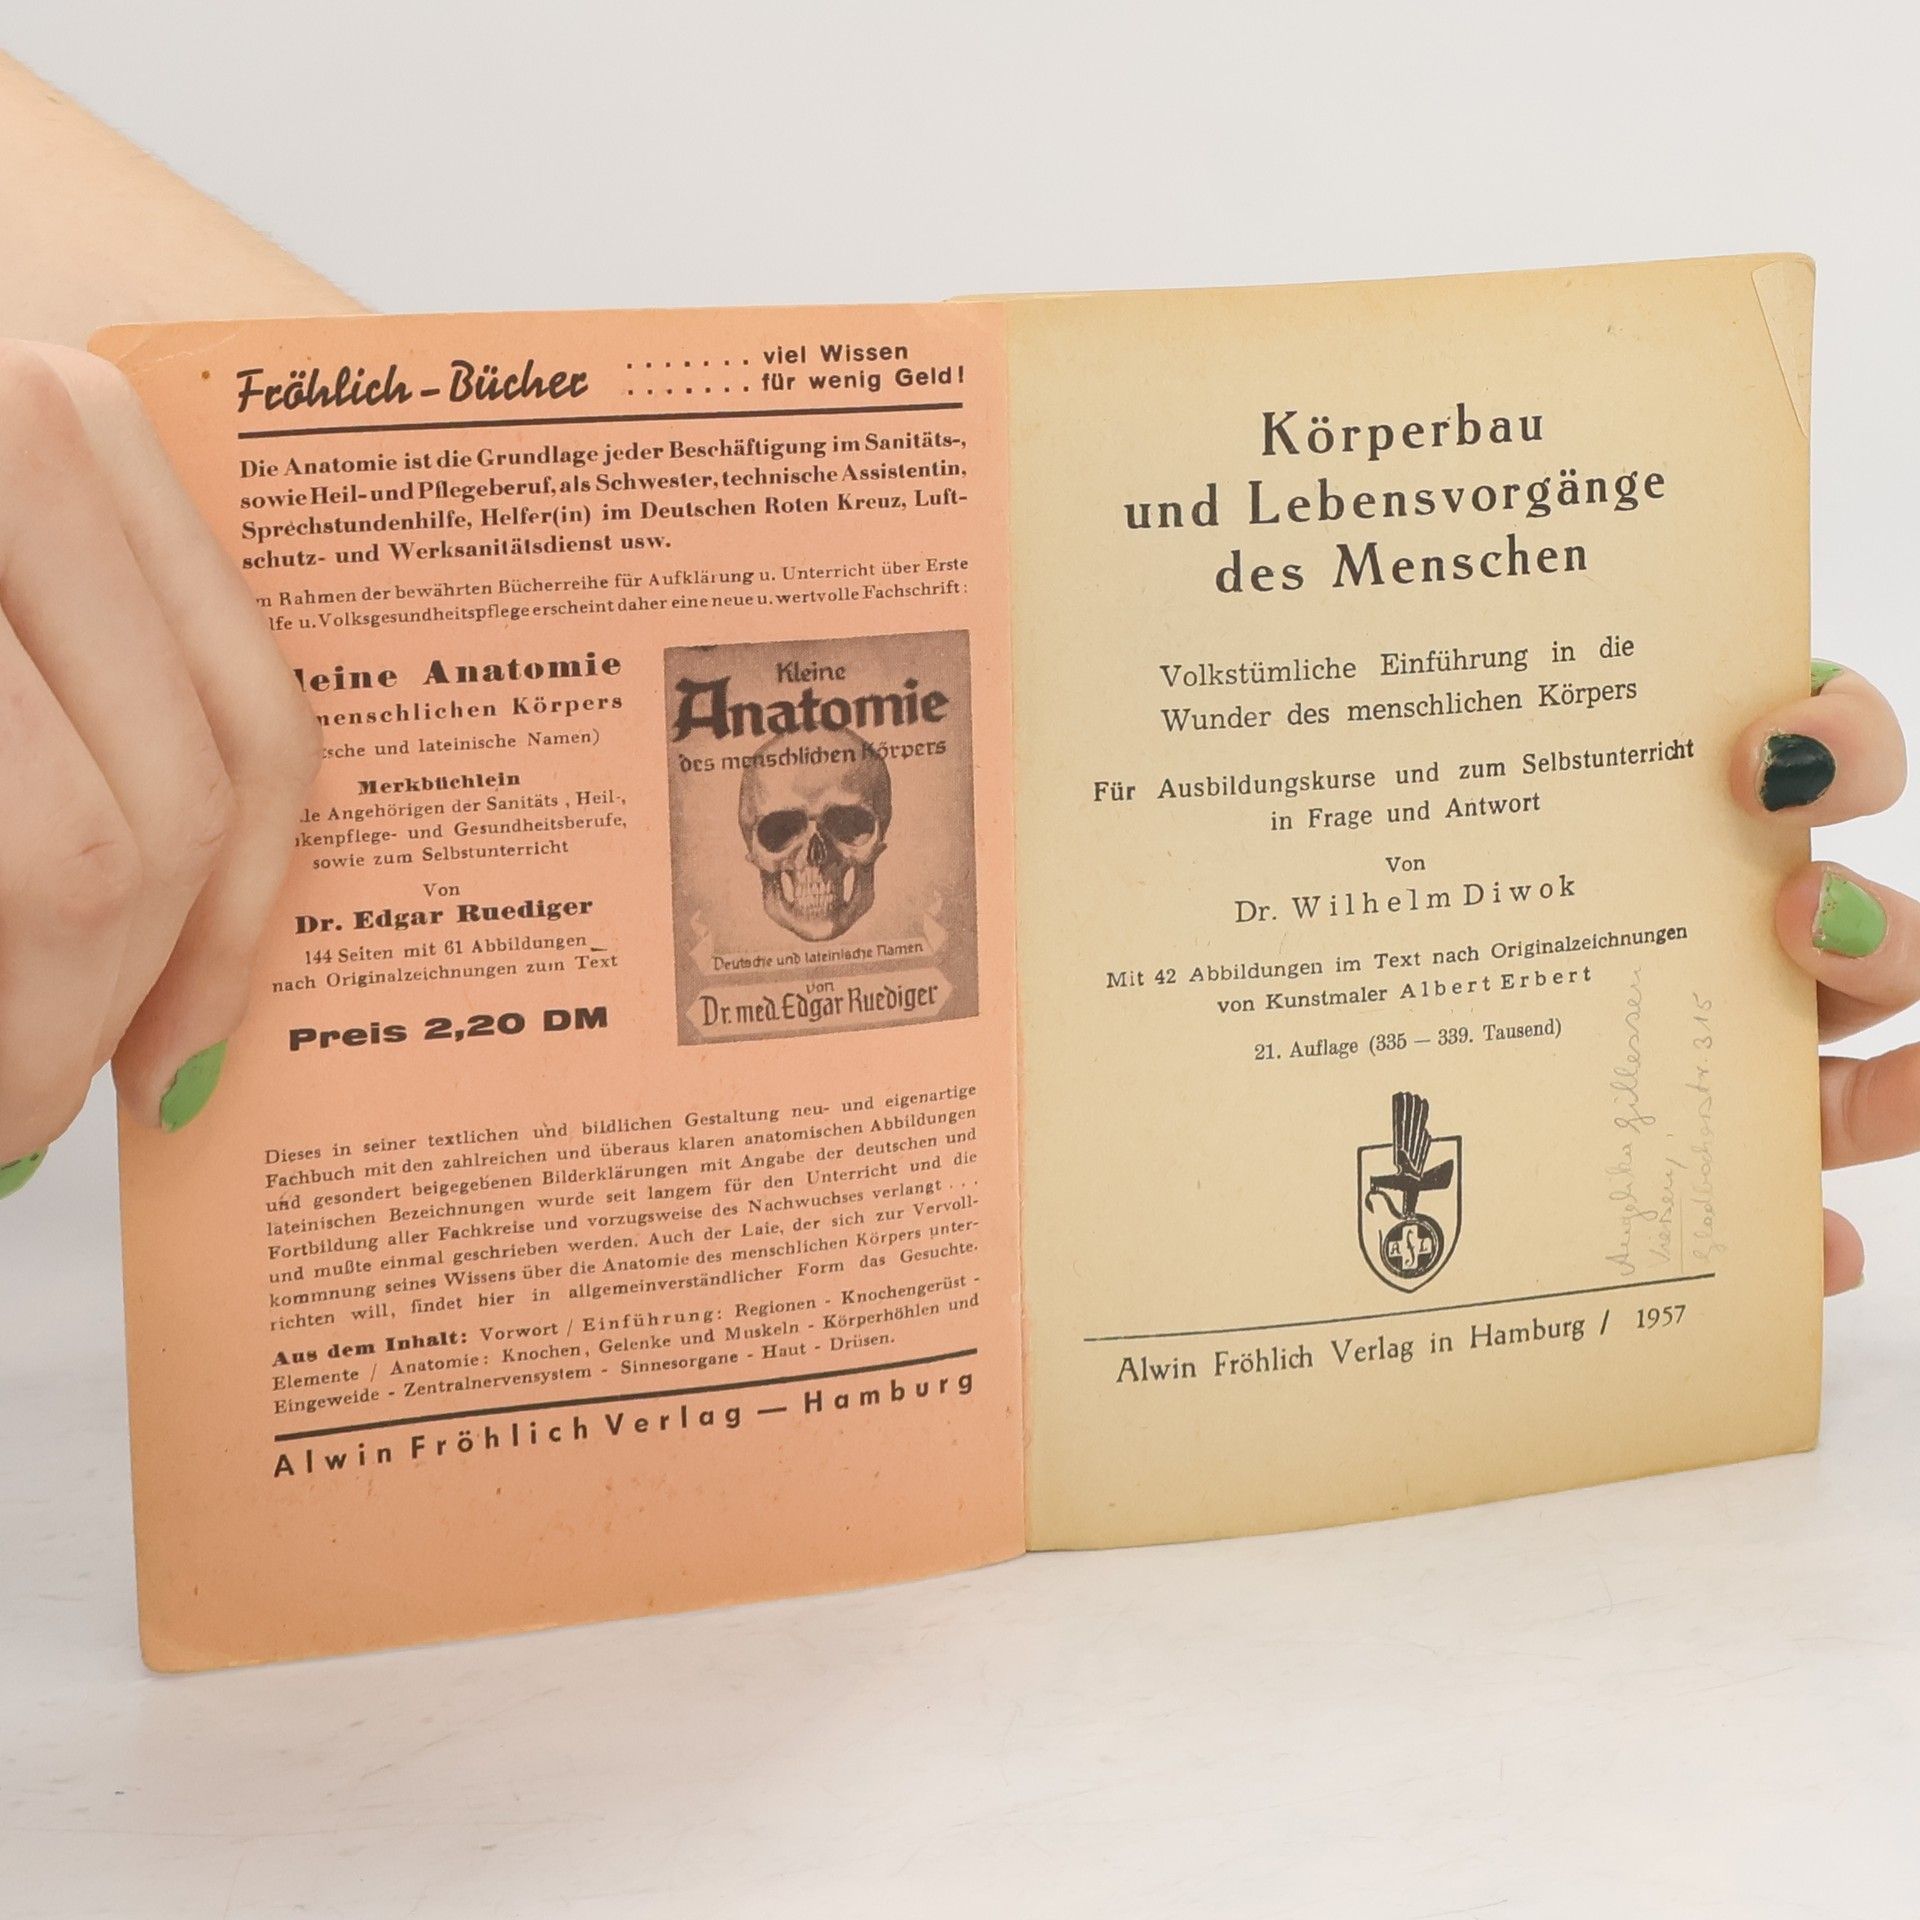 Fröhlich-Bücher ....... viel Wissen
....... für wenig Geld!
Die Anatomie ist die Grundlage jeder Beschäftigung im Sanitäts-,
sowie Heil- und Pflegeberuf, als Schwester, technische Assistentin,
Sprechstundenhilfe, Helfer(in) im Deutschen Roten Kreuz, Luft-
schutz- und Werksanitätsdienst usw.
m Rahmen der bewährten Bücherreihe für Aufklärung u. Unterricht über Erste
lfe u. Volksgesundheitspflege erscheint daher eine neue u. wertvolle Fachschrift:
leine Anatomie
menschlichen Körpers
sche und lateinische Namen)
Merkbüchlein
le Angehörigen der Sanitäts , Heil-,
kenpflege- und Gesundheitsberufe,
sowie zum Selbstunterricht
Von
Dr. Edgar Ruediger
144 Seiten mit 61 Abbildungen
nach Originalzeichnungen zum Text
Preis 2,20 DM
Kleine
Anatomie
des menschlichen Körpers
Deutsche und lateinische Namen
von
Dr. med. Edgar Ruediger
Dieses in seiner textlichen und bildlichen Gestaltung neu- und eigenartige
Fachbuch mit den zahlreichen und überaus klaren anatomischen Abbildungen
und gesondert beigegebenen Bilderklärungen mit Angabe der deutschen und
lateinischen Bezeichnungen wurde seit langem für den Unterricht und die
Fortbildung aller Fachkreise und vorzugsweise des Nachwuchses verlangt . . .
und mußte einmal geschrieben werden. Auch der Laie, der sich zur Vervoll-
kommnung seines Wissens über die Anatomie des menschlichen Körpers unter-
richten will, findet hier in allgemeinverständlicher Form das Gesuchte.
Aus dem Inhalt: Vorwort / Einführung: Regionen - Knochengerüst -
Elemente / Anatomie: Knochen, Gelenke und Muskeln - Körperhöhlen und
Eingeweide - Zentralnervensystem - Sinnesorgane - Haut - Drüsen.
Alwin Fröhlich Verlag — Hamburg
Körperbau
und Lebensvorgänge
des Menschen
Volkstümliche Einführung in die
Wunder des menschlichen Körpers
Für Ausbildungskurse und zum Selbstunterricht
in Frage und Antwort
Von
Dr. Wilhelm Diwok
Mit 42 Abbildungen im Text nach Originalzeichnungen
von Kunstmaler Albert Erbert
21. Auflage (335 — 339. Tausend)
AfL
Angelika Gillessen
Viersen,
Gladbacherstr. 315
Alwin Fröhlich Verlag in Hamburg / 1957